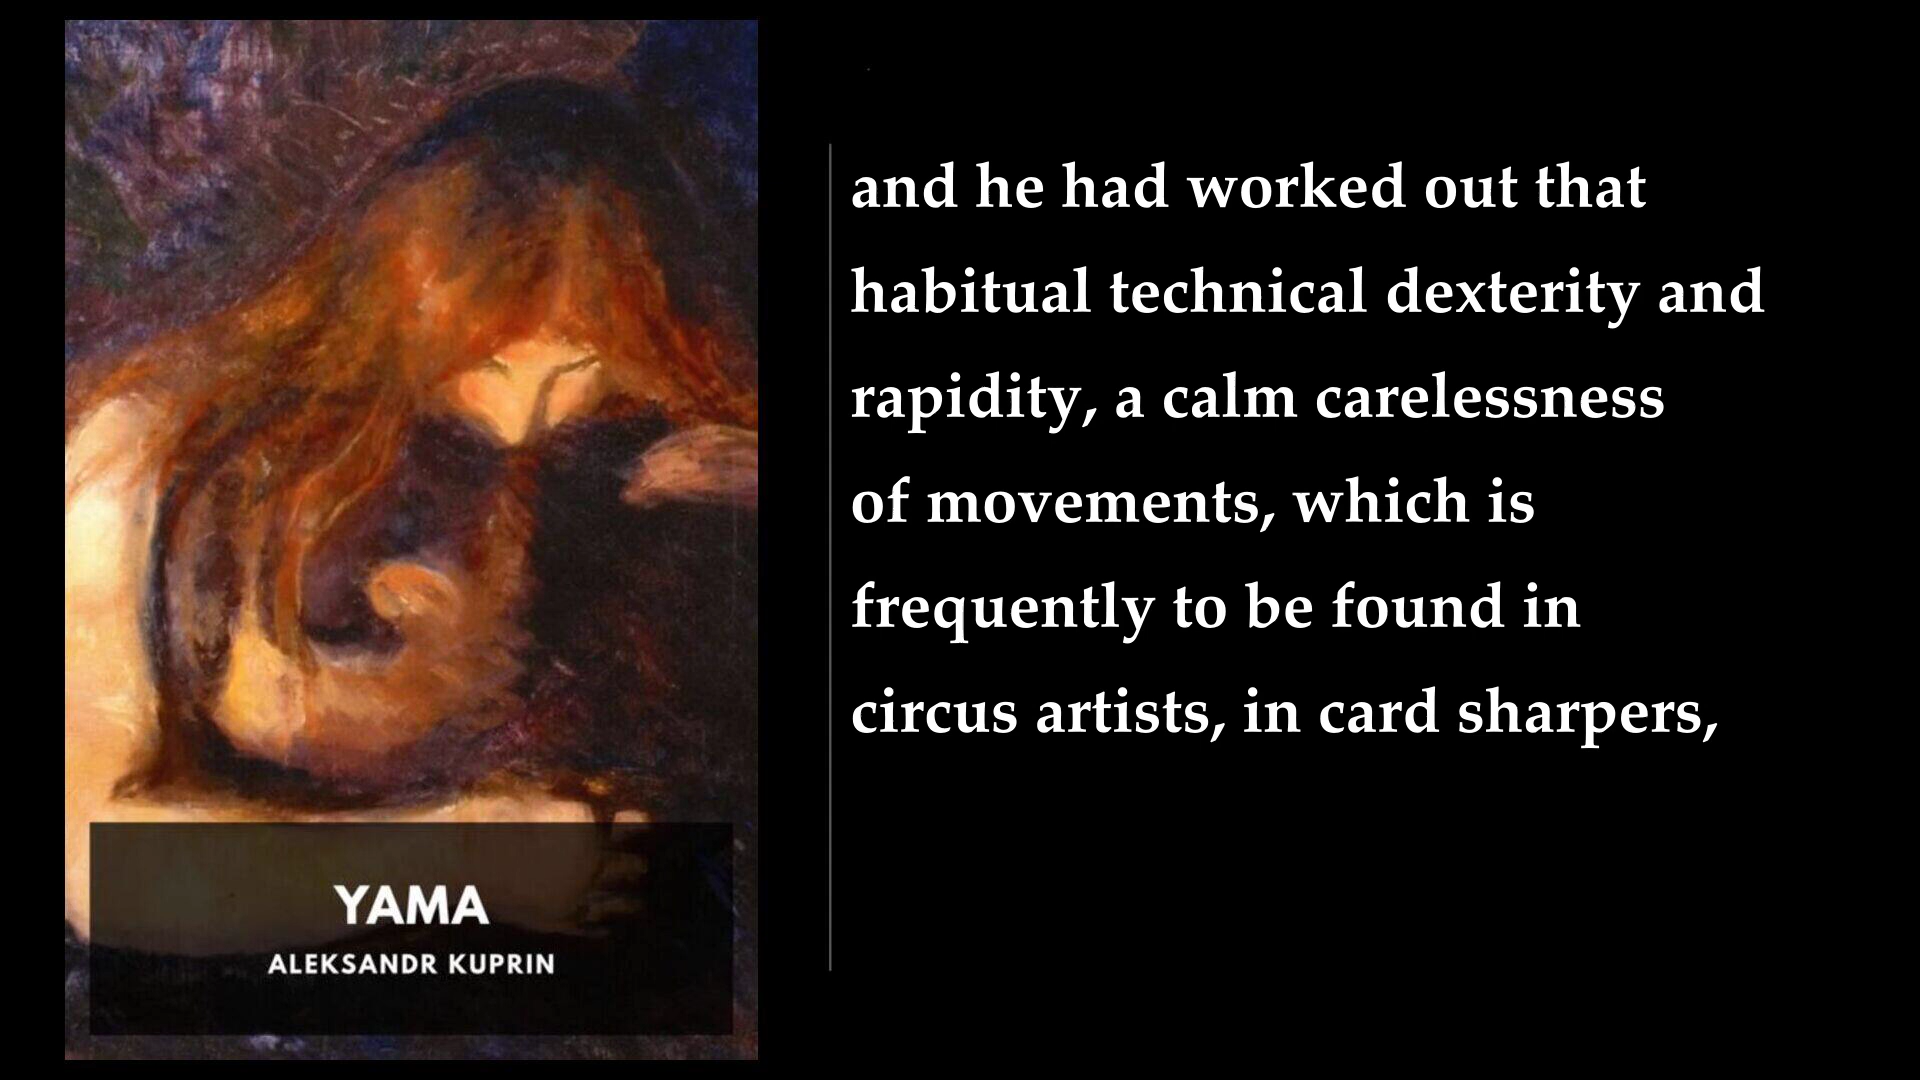 YAMA
ALEKSANDR KUPRIN
and he had worked out that
habitual technical dexterity and
rapidity, a calm carelessness
of movements, which is
frequently to be found in
circus artists, in card sharpers,